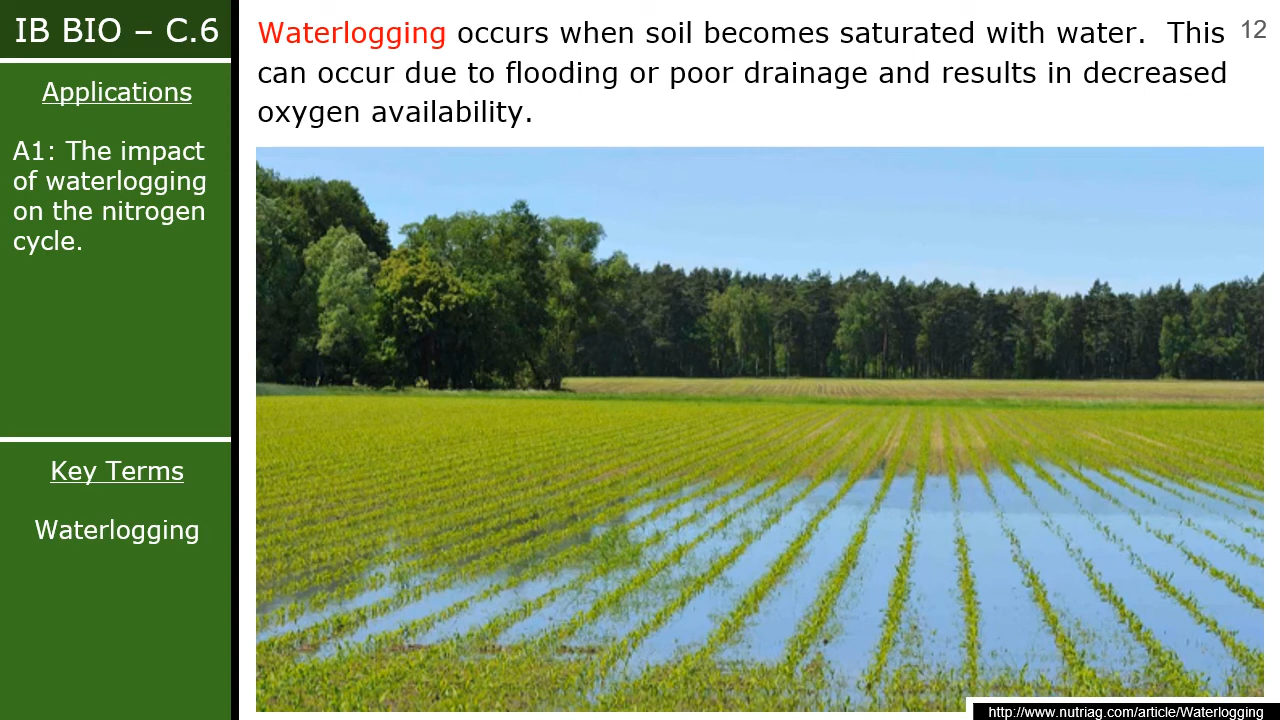 IB BIO – C.6
Applications
A1: The impact
of waterlogging
on the nitrogen
cycle.
Key Terms
Waterlogging
Waterlogging occurs when soil becomes saturated with water. This
can occur due to flooding or poor drainage and results in decreased
oxygen availability.
12
http://www.nutriag.com/article/Waterlogging